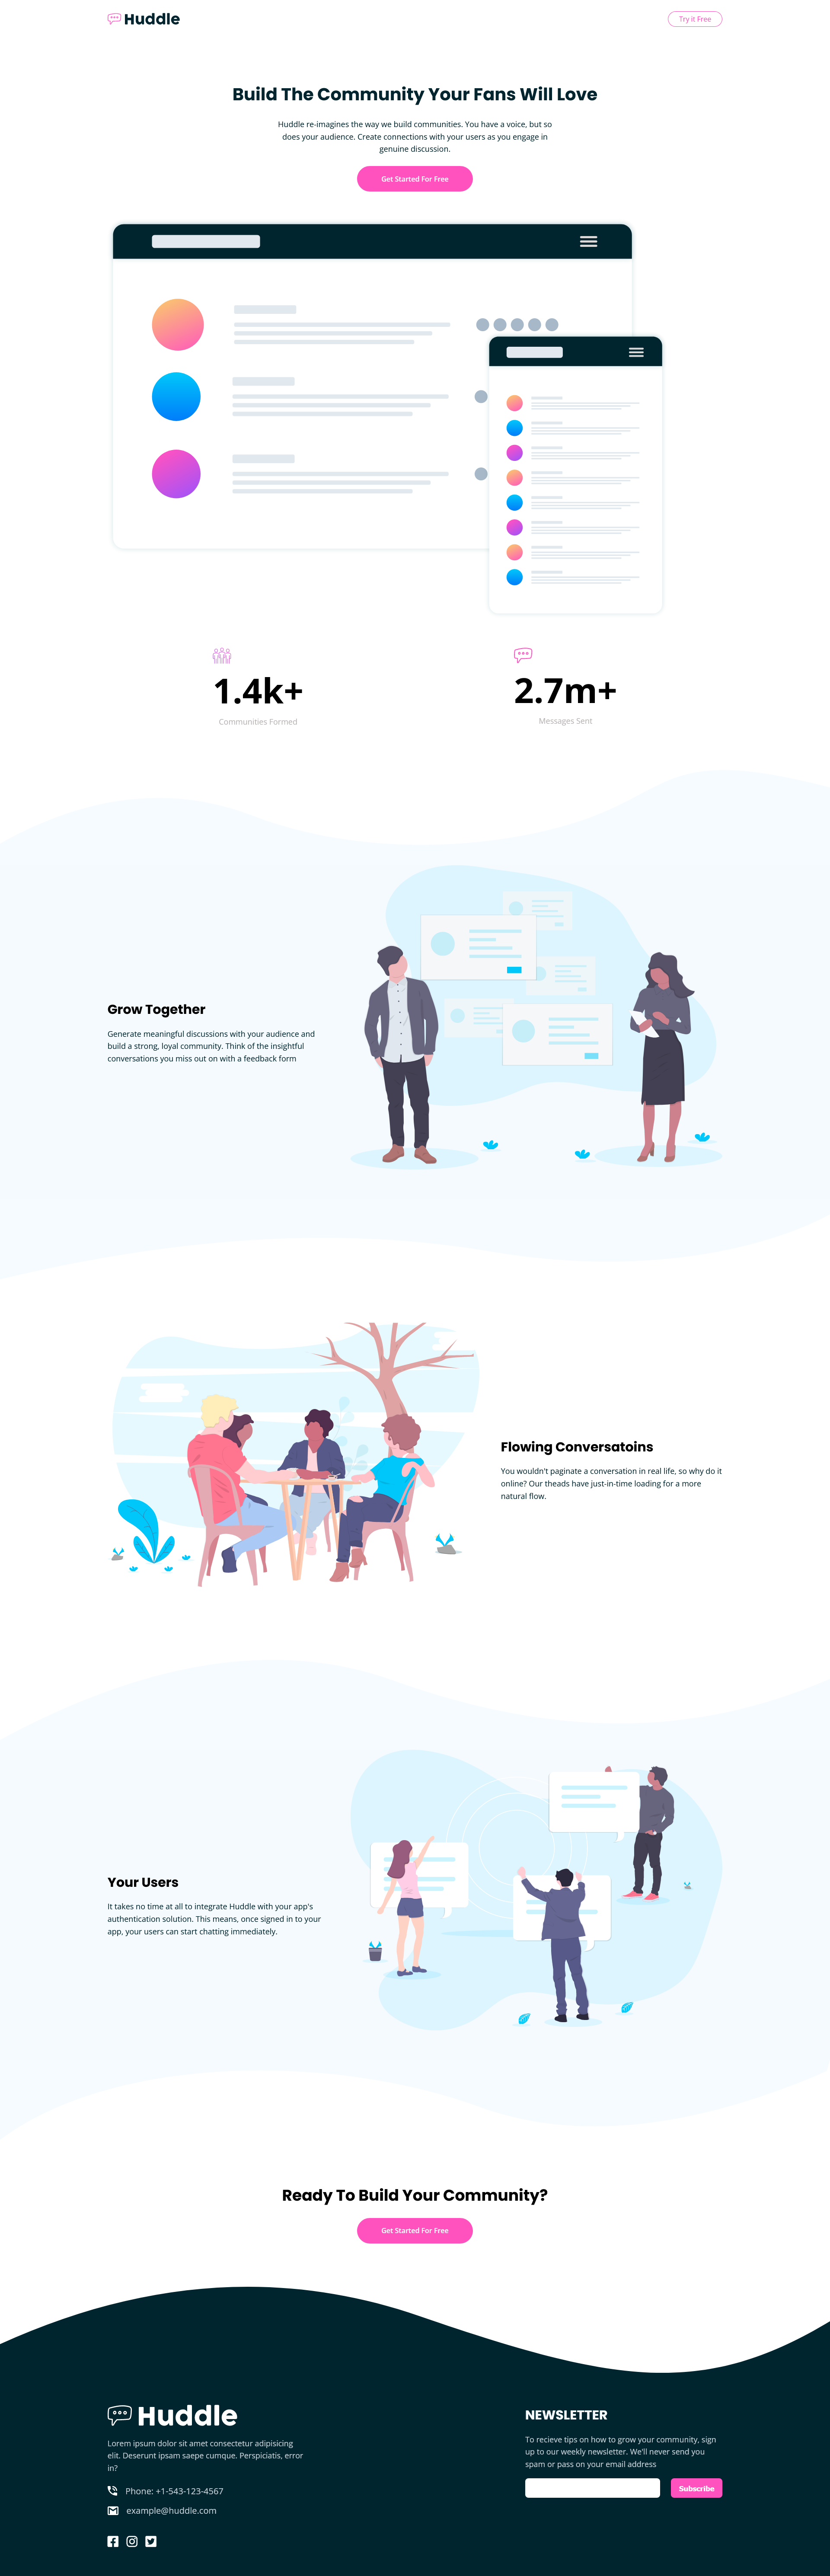 Huddle
Try it Free
Build The Community Your Fans Will Love
Huddle re-imagines the way we build communities. You have a voice, but so
does your audience. Create connections with your users as you engage in
genuine discussion.
Get Started For Free
1.4k+
Communities Formed
2.7m+
Messages Sent
Grow Together
Generate meaningful discussions with your audience and
build a strong, loyal community. Think of the insightful
conversations you miss out on with a feedback form
Flowing Conversatoins
You wouldn't paginate a conversation in real life, so why do it
online? Our theads have just-in-time loading for a more
natural flow.
Your Users
It takes no time at all to integrate Huddle with your app's
authentication solution. This means, once signed in to your
app, your users can start chatting immediately.
Ready To Build Your Community?
Get Started For Free
Huddle
Lorem ipsum dolor sit amet consectetur adipisicing
elit. Deserunt ipsam saepe cumque. Perspiciatis, error
in?
Phone: +1-543-123-4567
example@huddle.com
NEWSLETTER
To recieve tips on how to grow your community, sign
up to our weekly newsletter. We'll never send you
spam or pass on your email address
Subscribe